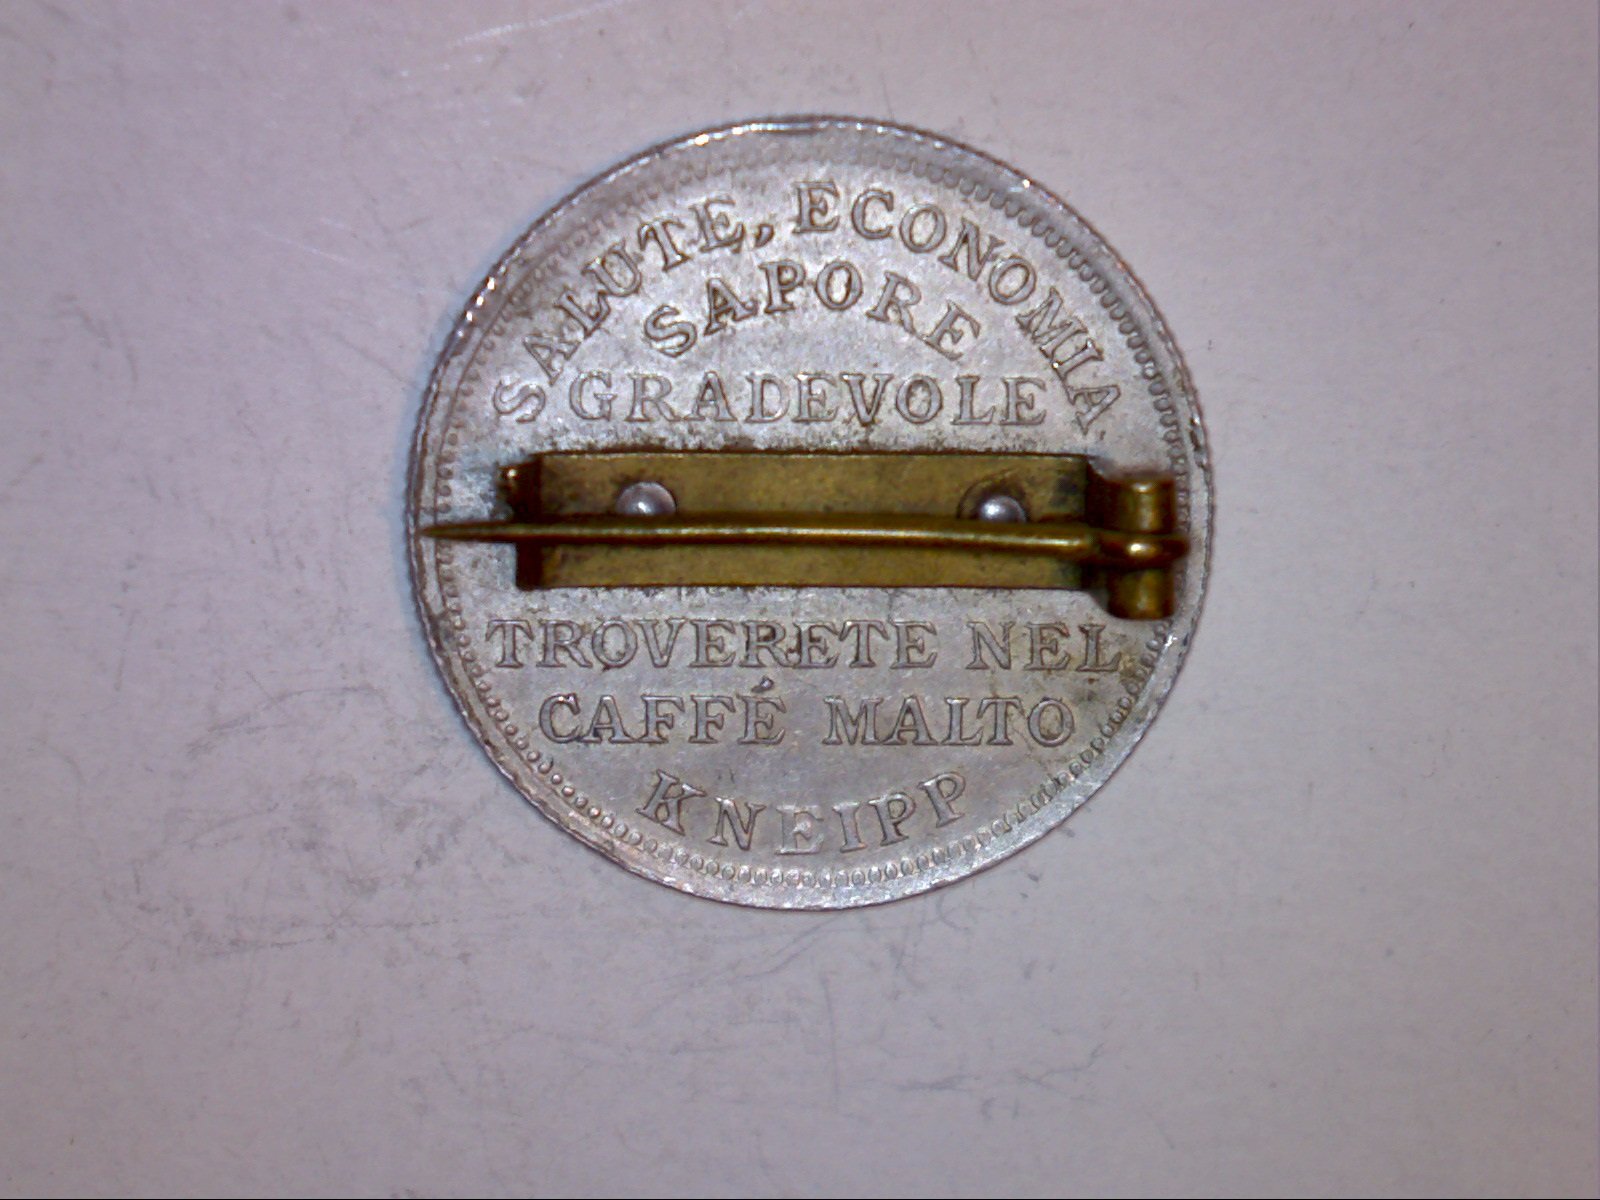 SALUTE, ECONOMIA
SAPORE
GRADEVOLE
TROVERETE NEL
CAFFÉ MALTO
KNEIPP